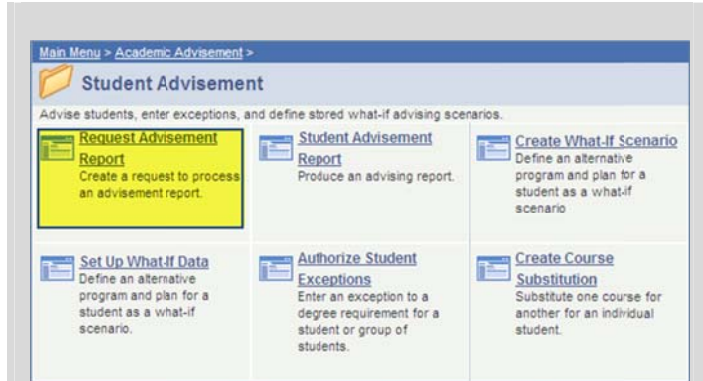 Main Menu > Academic Advisement >
Student Advisement
Advise students, enter exceptions, and define stored what-if advising scenarios.
Request Advisement
Report
Create a request to process
an advisement report.
Student Advisement
Report
Produce an advising report.
Create What-If Scenario
Define an alternative
program and plan for a
student as a what-if
scenario
Set Up What-If Data
Define an alternative
program and plan for a
student as a what-if
scenario.
Authorize Student
Exceptions
Enter an exception to a
degree requirement for a
student or group of
students.
Create Course
Substitution
Substitute one course for
another for an individual
student.